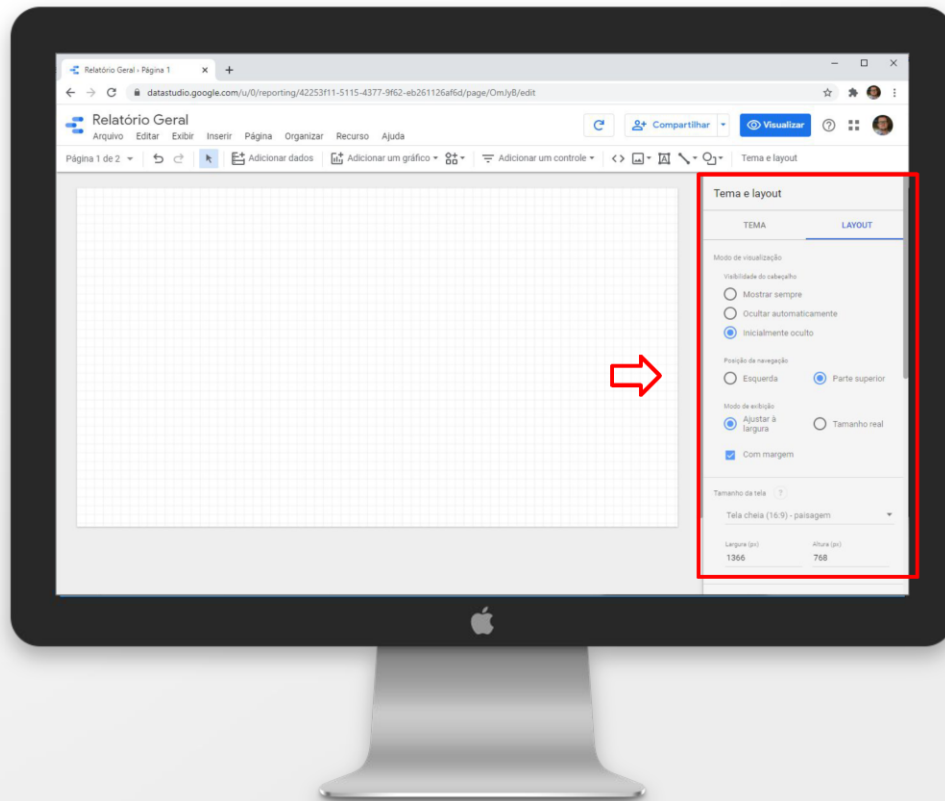 Relatório Geral › Página 1
datastudio.google.com/u/0/reporting/42253f11-5115-4377-9f62-eb261126af6d/page/OmJyB/edit
Relatório Geral
Arquivo Editar Exibir Inserir Página Organizar Recurso Ajuda
Compartilhar
Visualizar
Página 1 de 2
Adicionar dados
Adicionar um gráfico
Adicionar um controle
Tema e layout
Tema e layout
TEMA
LAYOUT
Modo de visualização
Visibilidade do cabeçalho
Mostrar sempre
Ocultar automaticamente
Inicialmente oculto
Posição de navegação
Esquerda
Parte superior
Modo de exibição
Ajustar à
largura
Tamanho real
Com margem
Tamanho da tela ?
Tela cheia (16:9) - paisagem
Largura (px)
1366
Altura (px)
768